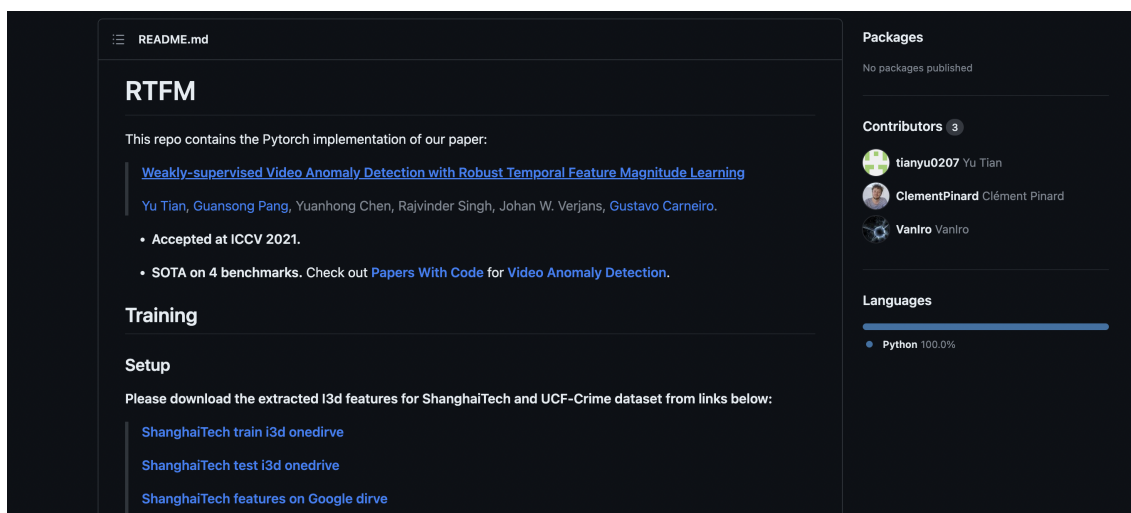 README.md
RTFM
This repo contains the Pytorch implementation of our paper:
Weakly-supervised Video Anomaly Detection with Robust Temporal Feature Magnitude Learning
Yu Tian, Guansong Pang, Yuanhong Chen, Rajvinder Singh, Johan W. Verjans, Gustavo Carneiro.
• Accepted at ICCV 2021.
• SOTA on 4 benchmarks. Check out Papers With Code for Video Anomaly Detection.
Training
Setup
Please download the extracted I3d features for ShanghaiTech and UCF-Crime dataset from links below:
ShanghaiTech train i3d onedirve
ShanghaiTech test i3d onedrive
ShanghaiTech features on Google dirve
Packages
No packages published
Contributors 3
tianyu0207 Yu Tian
ClementPinard Clément Pinard
VanIro VanIro
Languages
Python 100.0%